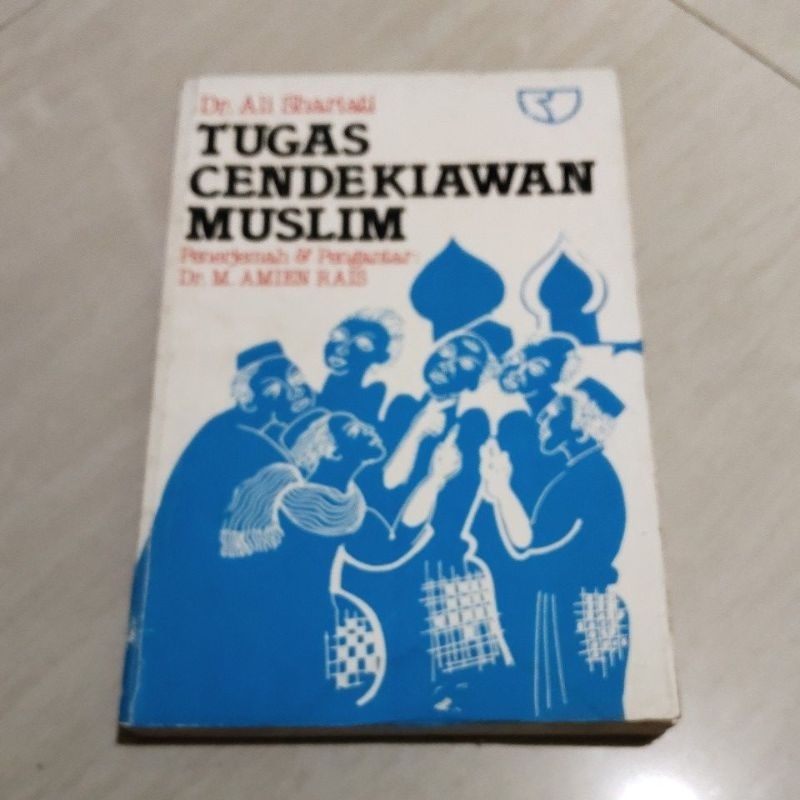 Dr. Ali Shariati
TUGAS
CENDEKIAWAN
MUSLIM
Penerjemah & Pengantar:
Dr. M. AMIEN RAIS